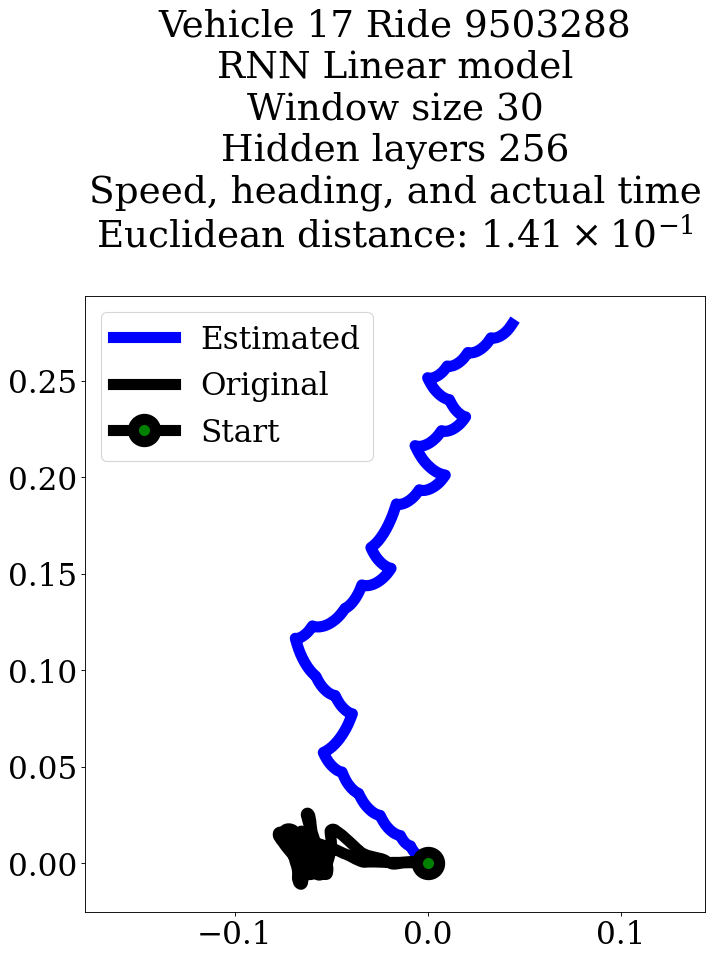 Vehicle 17 Ride 9503288
RNN Linear model
Window size 30
Hidden layers 256
Speed, heading, and actual time
Euclidean distance: 1.41 × 10⁻¹
Estimated
Original
Start
0.25
0.20
0.15
0.10
0.05
0.00
−0.1
0.0
0.1